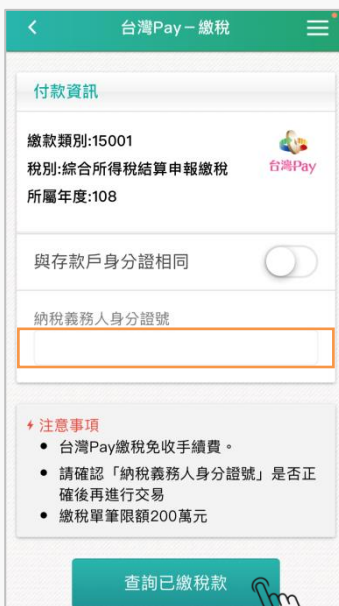 台灣Pay－繳稅
付款資訊
繳款類別:15001
稅別:綜合所得稅結算申報繳稅
所屬年度:108
台灣Pay
與存款戶身分證相同
納稅義務人身分證號
注意事項
● 台灣Pay繳稅免收手續費。
● 請確認「納稅義務人身分證號」是否正
確後再進行交易
● 繳稅單筆限額200萬元
查詢已繳稅款